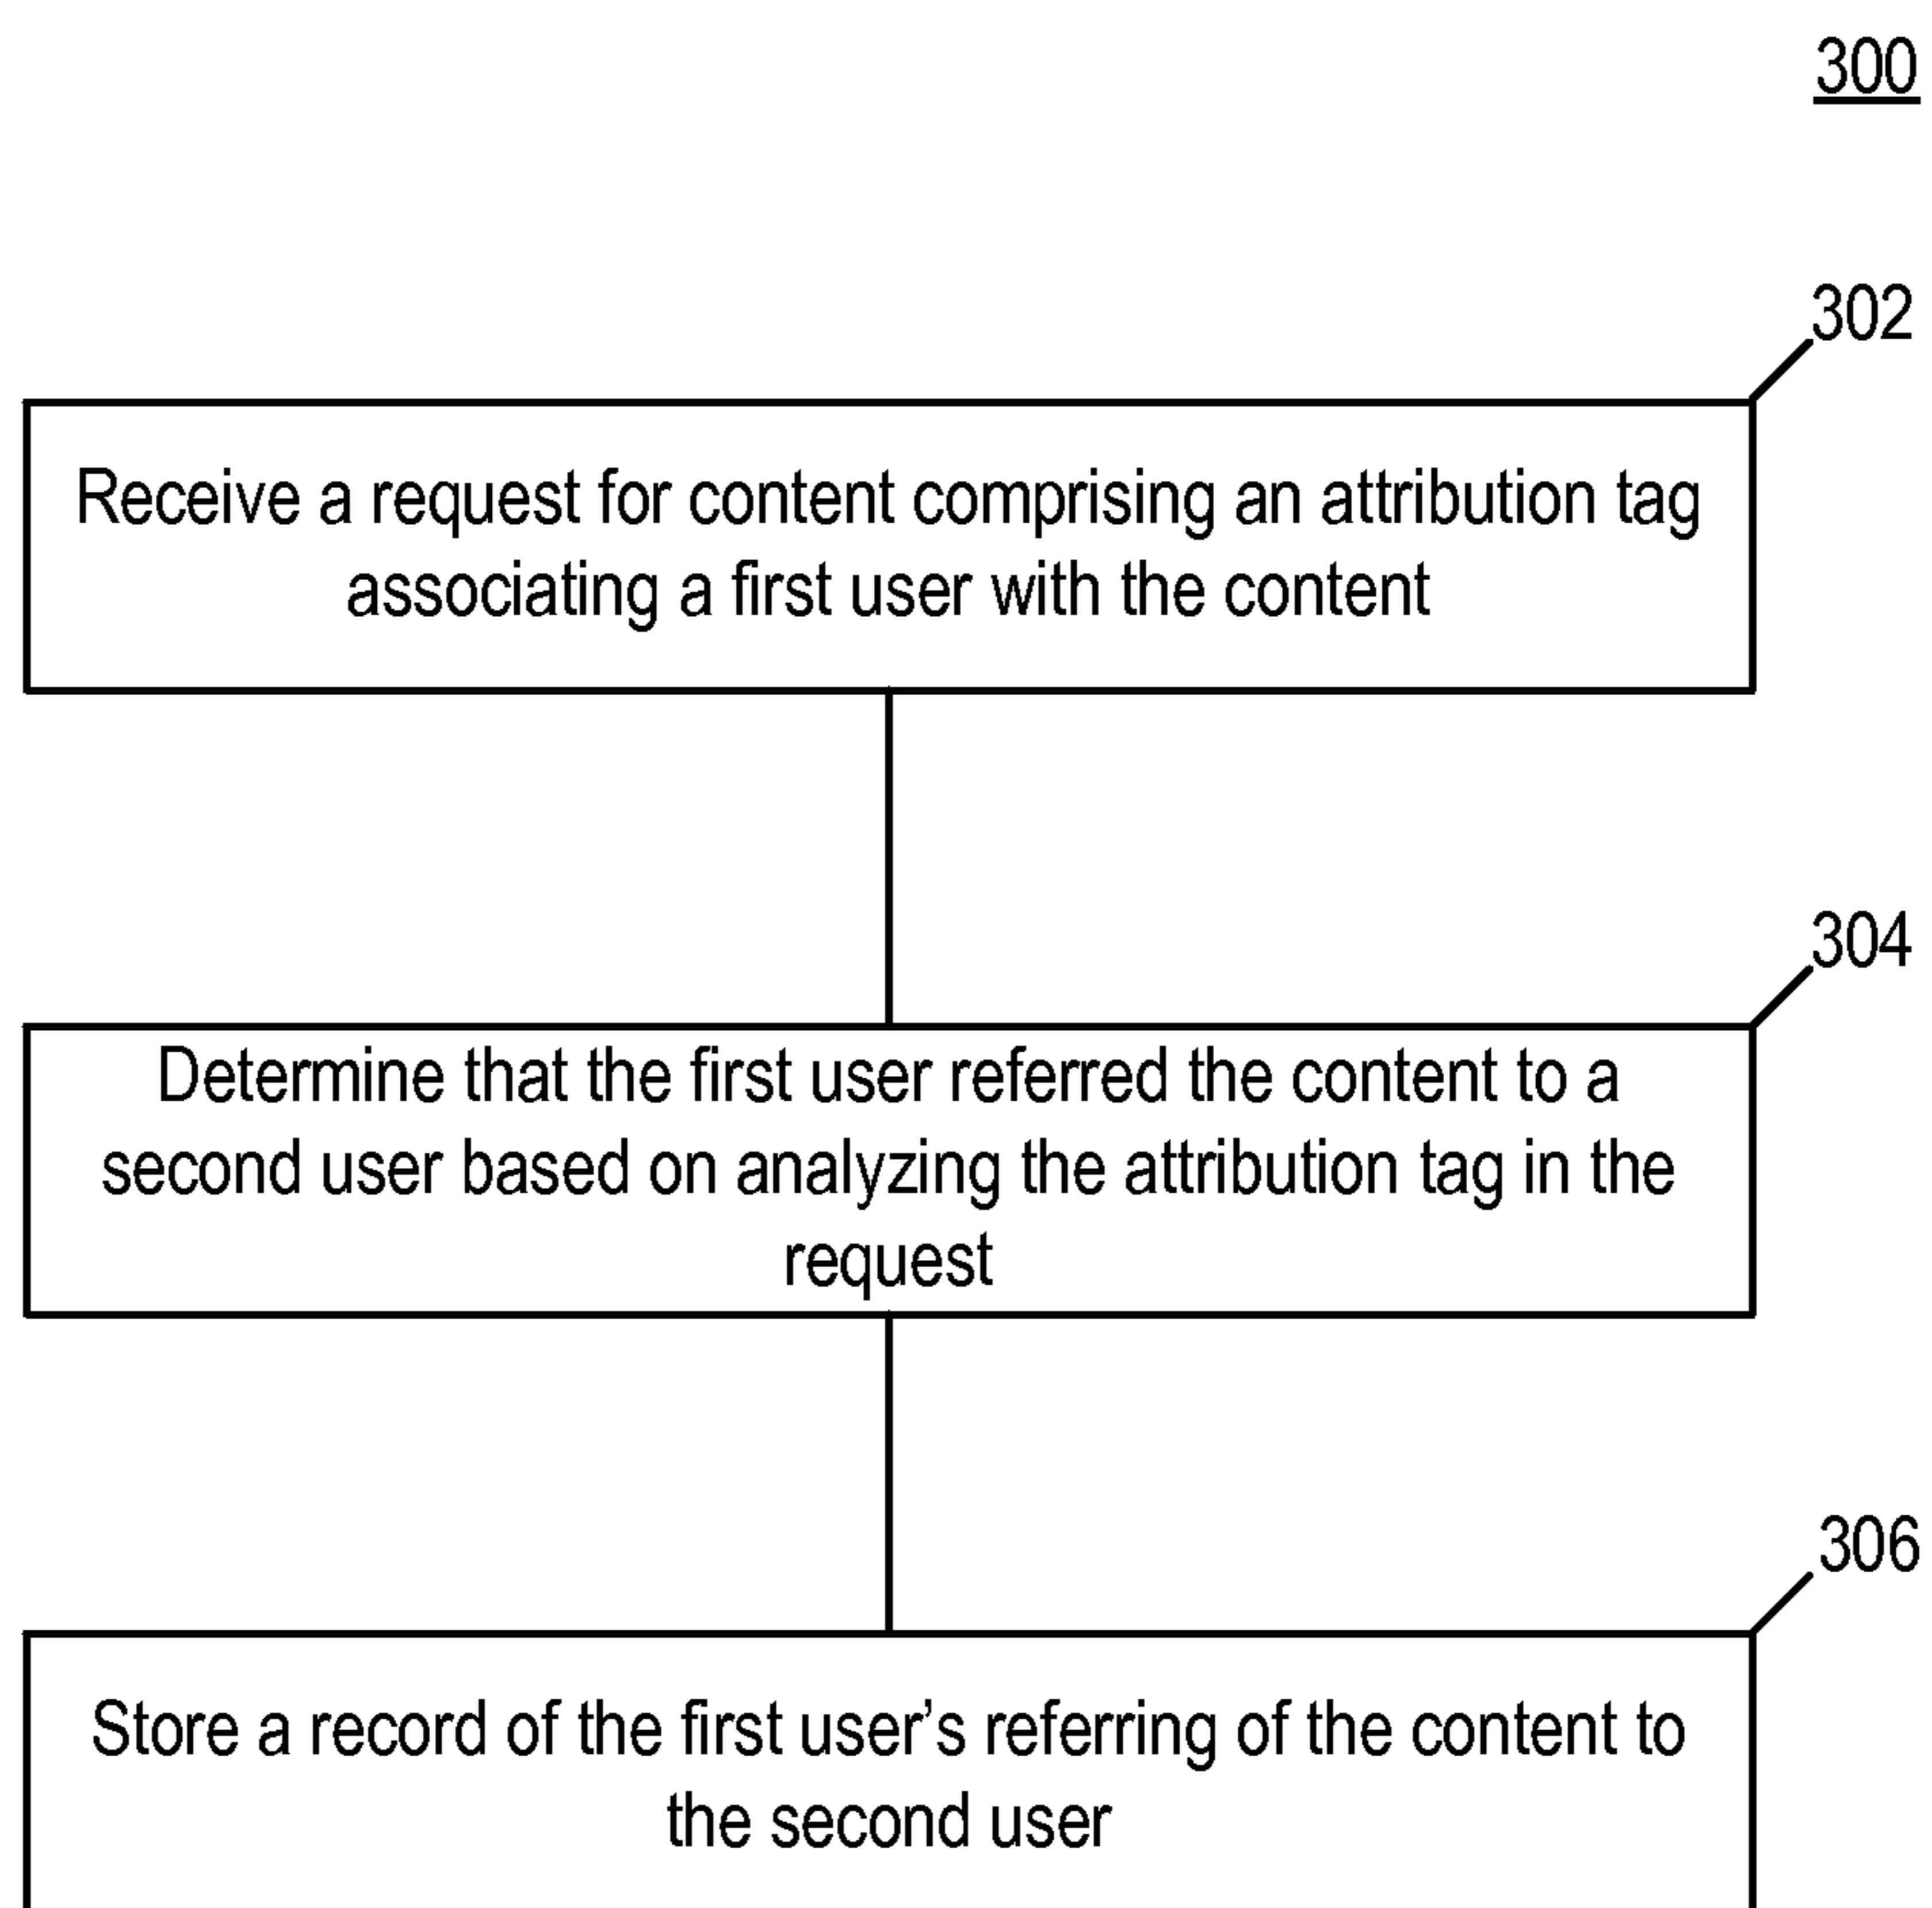 300
302
Receive a request for content comprising an attribution tag
associating a first user with the content
304
Determine that the first user referred the content to a
second user based on analyzing the attribution tag in the
request
306
Store a record of the first user’s referring of the content to
the second user